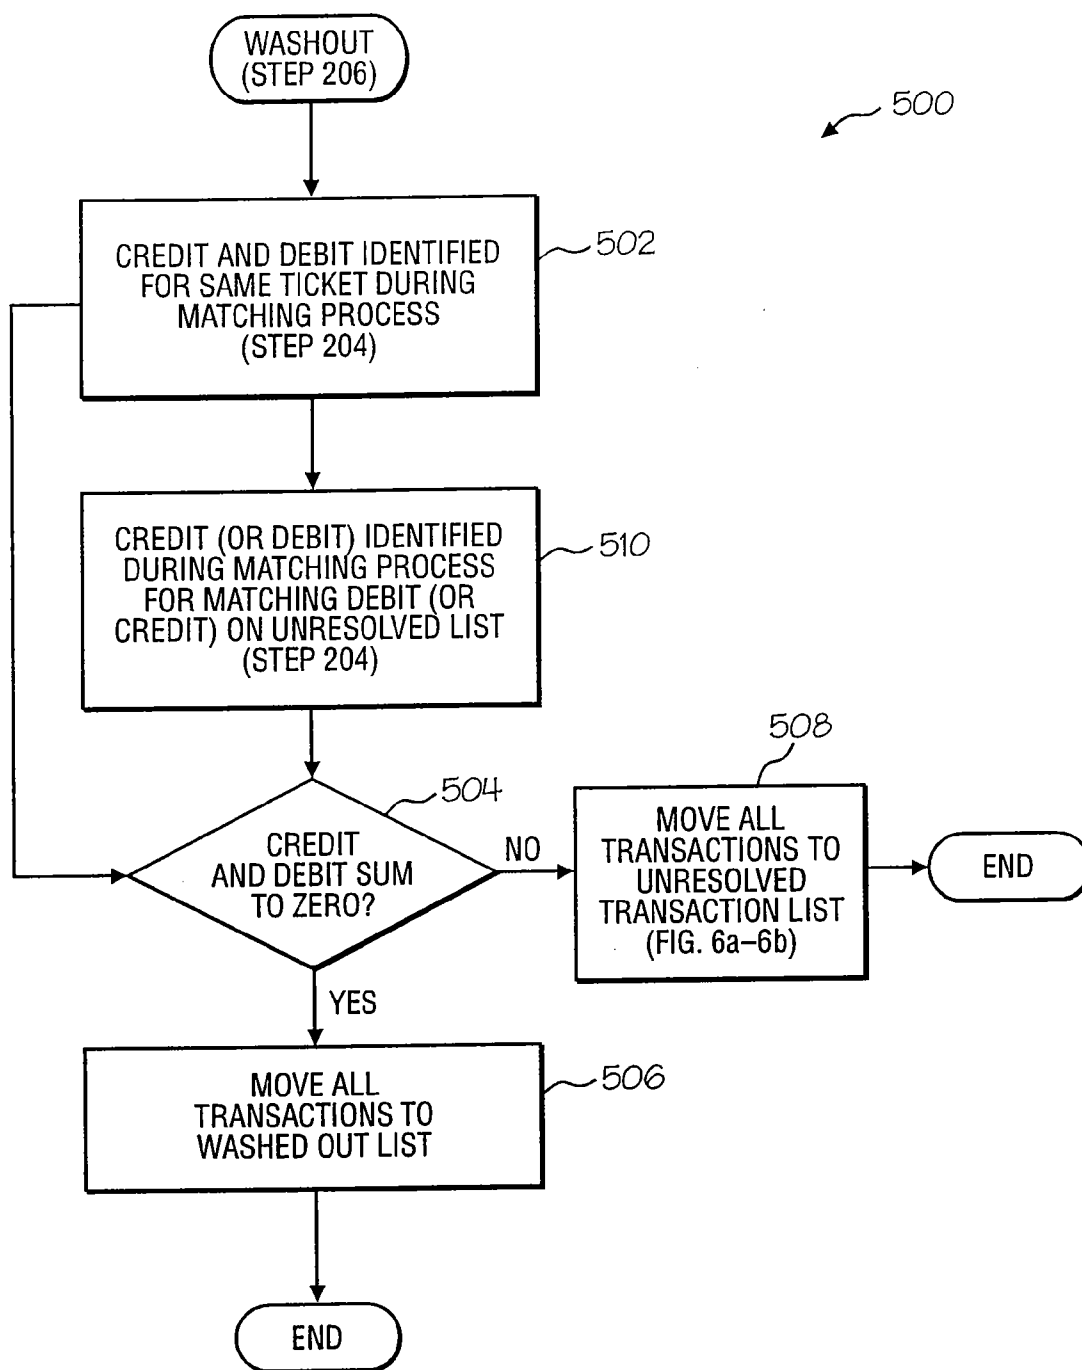 WASHOUT
(STEP 206)
500
CREDIT AND DEBIT IDENTIFIED
FOR SAME TICKET DURING
MATCHING PROCESS
(STEP 204)
502
CREDIT (OR DEBIT) IDENTIFIED
DURING MATCHING PROCESS
FOR MATCHING DEBIT (OR
CREDIT) ON UNRESOLVED LIST
(STEP 204)
510
CREDIT
AND DEBIT SUM
TO ZERO?
504
NO
508
MOVE ALL
TRANSACTIONS TO
UNRESOLVED
TRANSACTION LIST
(FIG. 6a–6b)
END
YES
MOVE ALL
TRANSACTIONS TO
WASHED OUT LIST
506
END